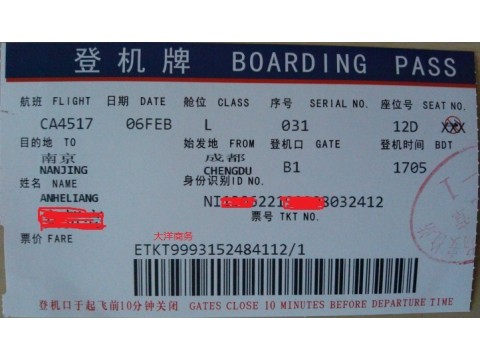 登机牌 BOARDING PASS
航班 FLIGHT 日期 DATE 舱位 CLASS 序号 SERIAL NO. 座位号 SEAT NO.
CA4517 06FEB L 031 12D XXX
目的地 TO 始发地 FROM 登机口 GATE 登机时间 BDT
南京 成都
NANJING CHENGDU B1 1705
姓名 NAME 身份识别ID NO.
ANHELIANG
NI 6221 8032412
票号 TKT NO.
票价 FARE 大洋商务
ETKT9993152484112/1
登机口于起飞前10分钟关闭 GATES CLOSE 10 MINUTES BEFORE DEPARTURE TIME